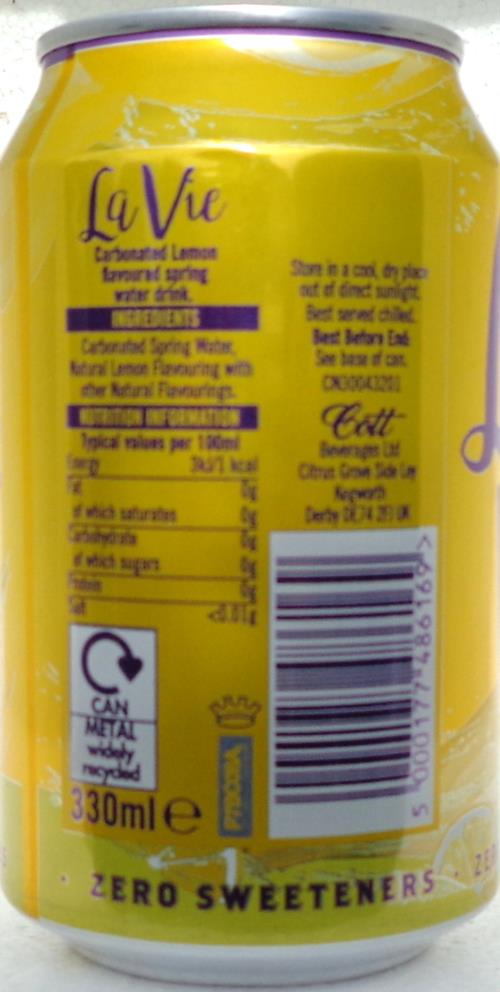 La Vie
Carbonated Lemon
flavoured spring
water drink.
INGREDIENTS
Carbonated Spring Water,
Natural Lemon Flavouring with
other Natural Flavourings.
NUTRITION INFORMATION
Typical values per 100ml
Energy 3kJ/1 kcal
Fat 0g
of which saturates 0g
Carbohydrate 0g
of which sugars 0g
Protein 0g
Salt <0.01g
CAN
METAL
widely
recycled
330ml e
Store in a cool, dry place
out of direct sunlight.
Best served chilled.
Best Before End:
See base of can.
CN30043201
Cott
Beverages Ltd
Citrus Grove Side Ley
Kegworth
Derby DE74 2FJ UK
5 000177 486169 >
· ZERO SWEETENERS ·